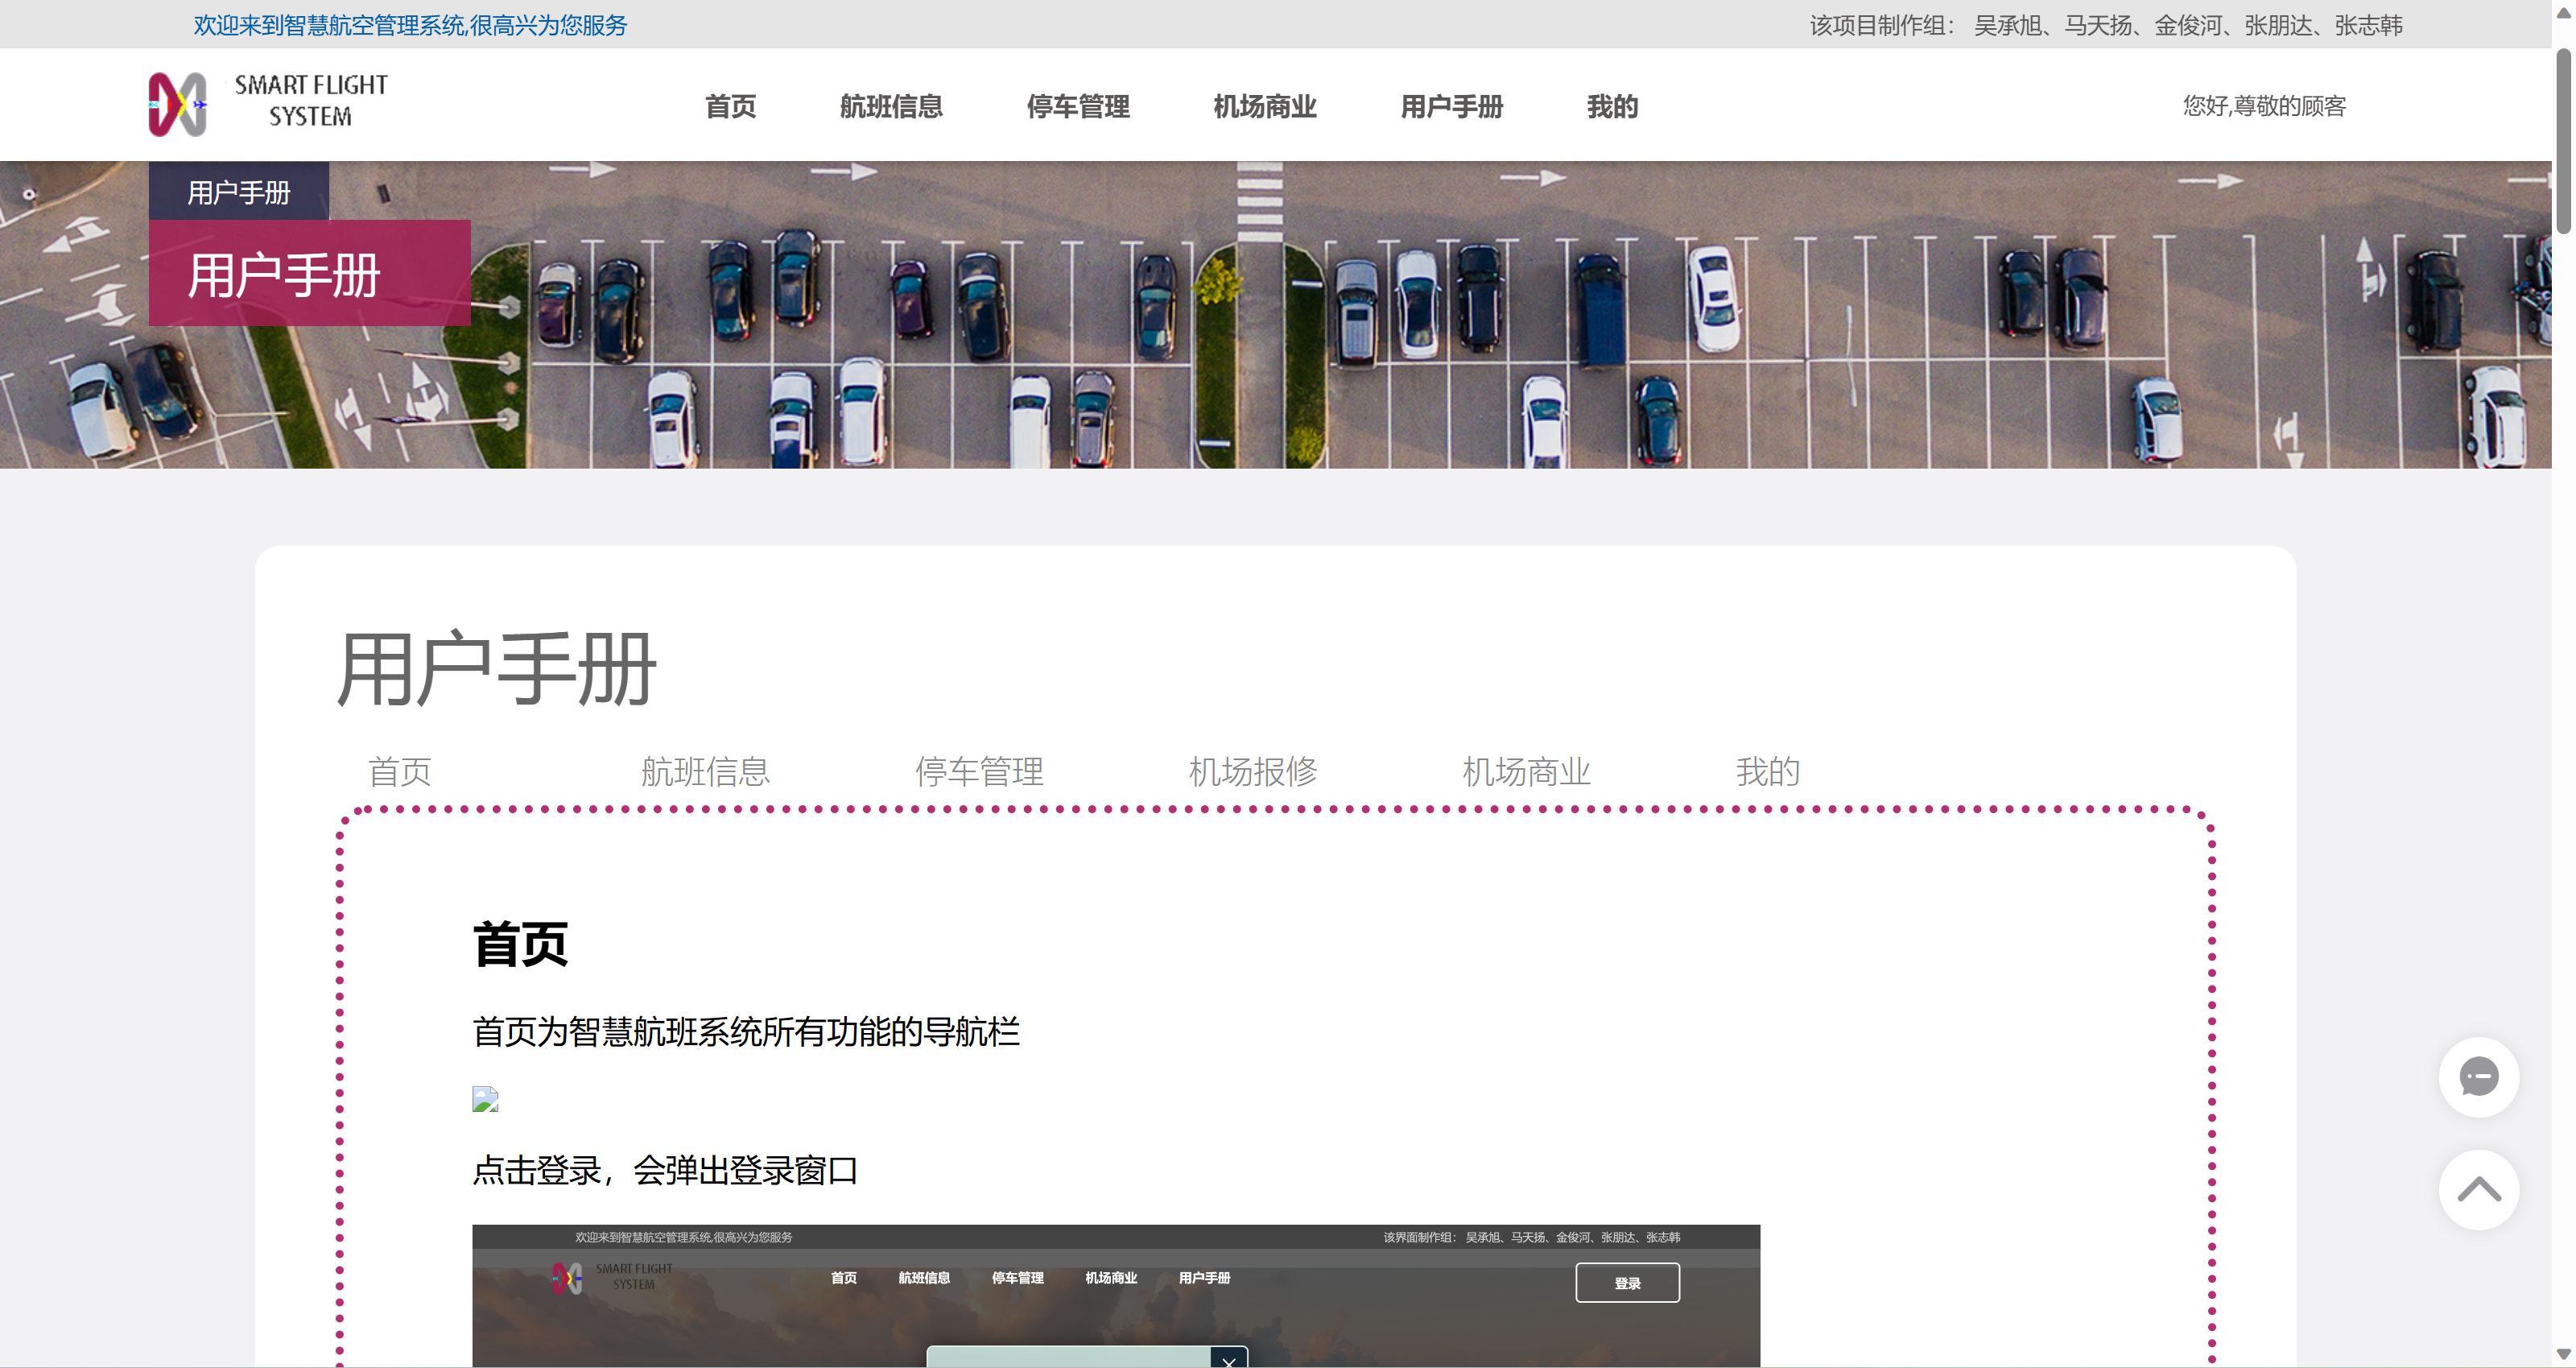 欢迎来到智慧航空管理系统,很高兴为您服务
该项目制作组： 吴承旭、马天扬、金俊河、张朋达、张志韩
SMART FLIGHT
SYSTEM
首页 航班信息 停车管理 机场商业 用户手册 我的
您好,尊敬的顾客
用户手册
用户手册
用户手册
首页 航班信息 停车管理 机场报修 机场商业 我的
首页
首页为智慧航班系统所有功能的导航栏
点击登录，会弹出登录窗口
欢迎来到智慧航空管理系统,很高兴为您服务
该界面制作组： 吴承旭、马天扬、金俊河、张朋达、张志韩
SMART FLIGHT
SYSTEM
首页 航班信息 停车管理 机场商业 用户手册
登录